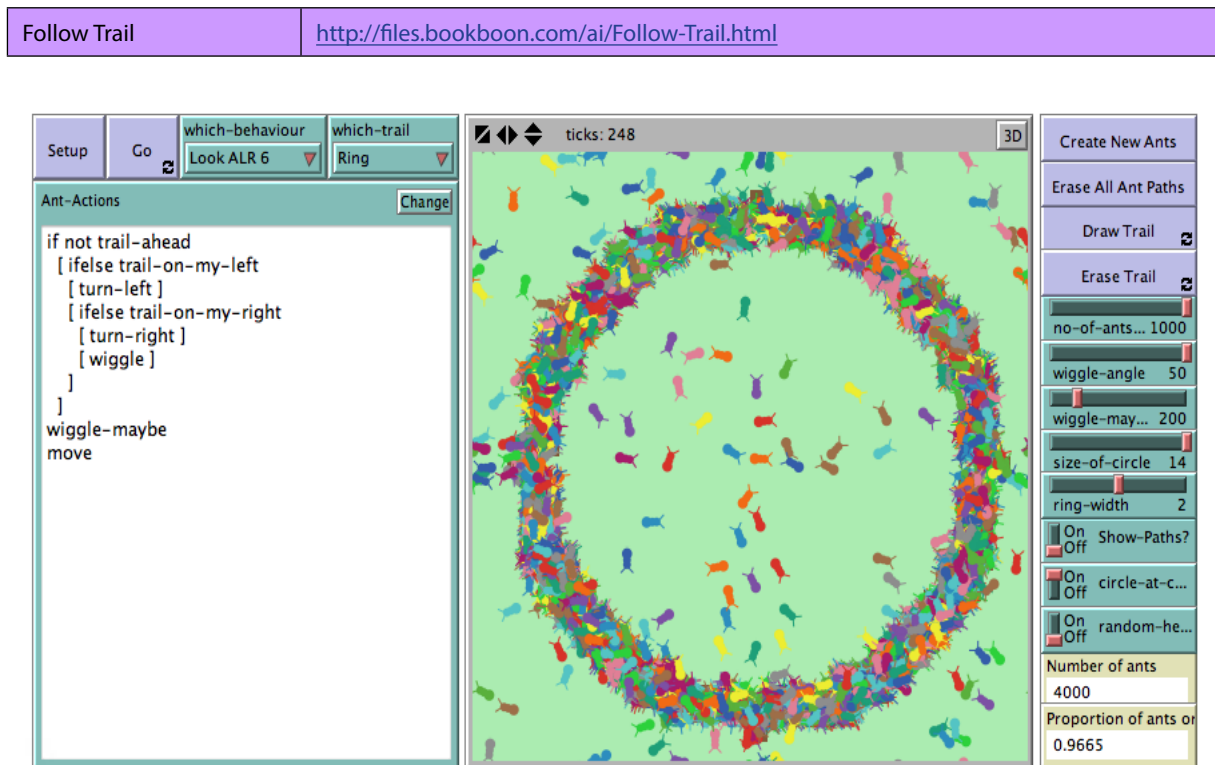 Follow Trail
http://files.bookboon.com/ai/Follow-Trail.html
Setup
Go
which-behaviour
Look ALR 6
which-trail
Ring
Ant-Actions
Change
if not trail-ahead
[ ifelse trail-on-my-left
[ turn-left ]
[ ifelse trail-on-my-right
[ turn-right ]
[ wiggle ]
]
]
wiggle-maybe
move
ticks: 248
3D
Create New Ants
Erase All Ant Paths
Draw Trail
Erase Trail
no-of-ants... 1000
wiggle-angle 50
wiggle-may... 200
size-of-circle 14
ring-width 2
On
Off
Show-Paths?
On
Off
circle-at-c...
On
Off
random-he...
Number of ants
4000
Proportion of ants or
0.9665